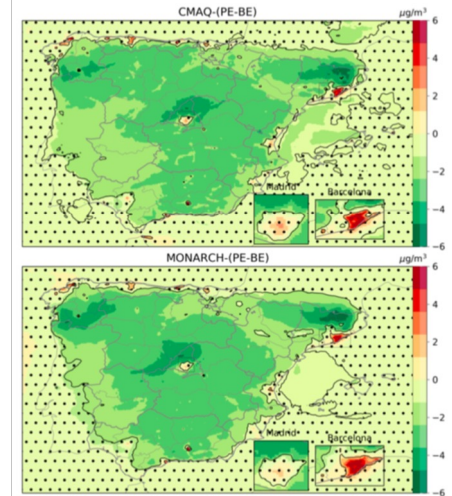 CMAQ-(PE-BE)
μg/m³
6
4
2
0
−2
−4
−6
Madrid
Barcelona
MONARCH-(PE-BE)
μg/m³
6
4
2
0
−2
−4
−6
Madrid
Barcelona